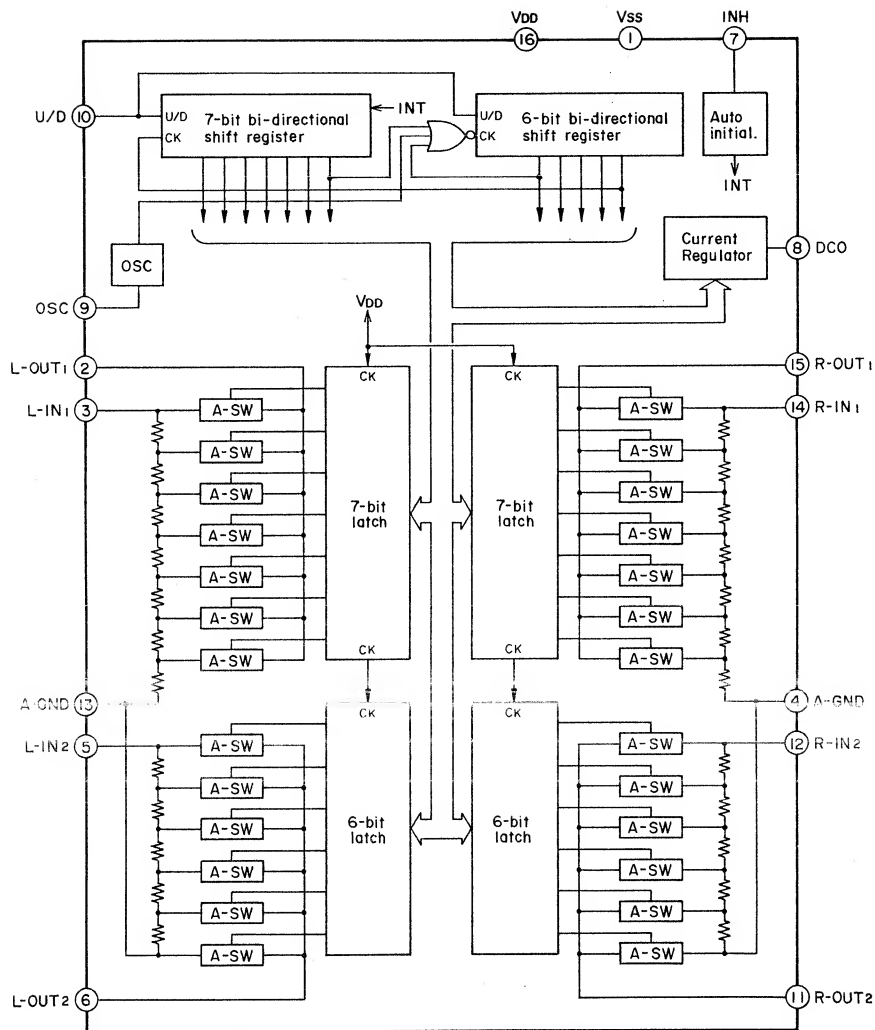 VDD VSS INH
16 1 7
U/D 10
U/D 7-bit bi-directional shift register
CK
INT
U/D 6-bit bi-directional shift register
CK
Auto initial.
INT
OSC
Current Regulator
8 DCO
OSC 9
VDD
L-OUT1 2
15 R-OUT1
L-IN1 3
14 R-IN1
CK
CK
A-SW
A-SW
A-SW
A-SW
A-SW
A-SW
A-SW
7-bit latch
7-bit latch
A-SW
A-SW
A-SW
A-SW
A-SW
A-SW
A-SW
CK
CK
A-GND 13
4 A-GND
L-IN2 5
12 R-IN2
CK
CK
A-SW
A-SW
A-SW
A-SW
A-SW
A-SW
6-bit latch
6-bit latch
A-SW
A-SW
A-SW
A-SW
A-SW
A-SW
L-OUT2 6
11 R-OUT2